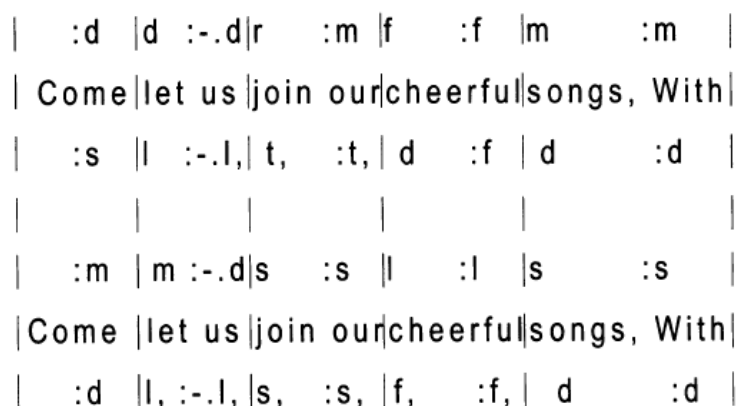 | :d |d :-.d|r :m |f :f |m :m |
| Come|let us|join our|cheerful|songs, With|
| :s |l :-.l,| t, :t,| d :f | d :d |
| | | | | |
| :m | m :-.d|s :s |l :l |s :s |
|Come |let us|join our|cheerful|songs, With|
| :d |l, :-.l, |s, :s, |f, :f, | d :d |